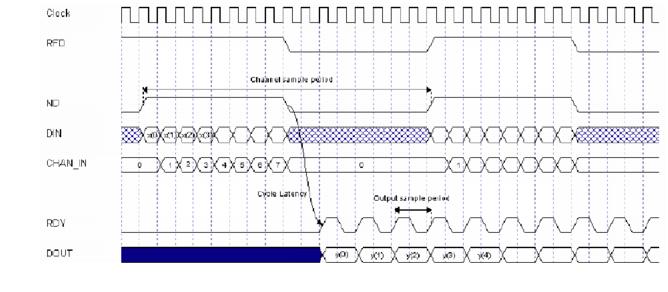 Clock
RFD
Channel sample period
ND
DIN x(0) x(1) x(2) x(3)
CHAN_IN 0 1 2 3 4 5 6 7 0 1
Cycle Latency
Output sample period
RDY
DOUT y(0) y(1) y(2) y(3) y(4)